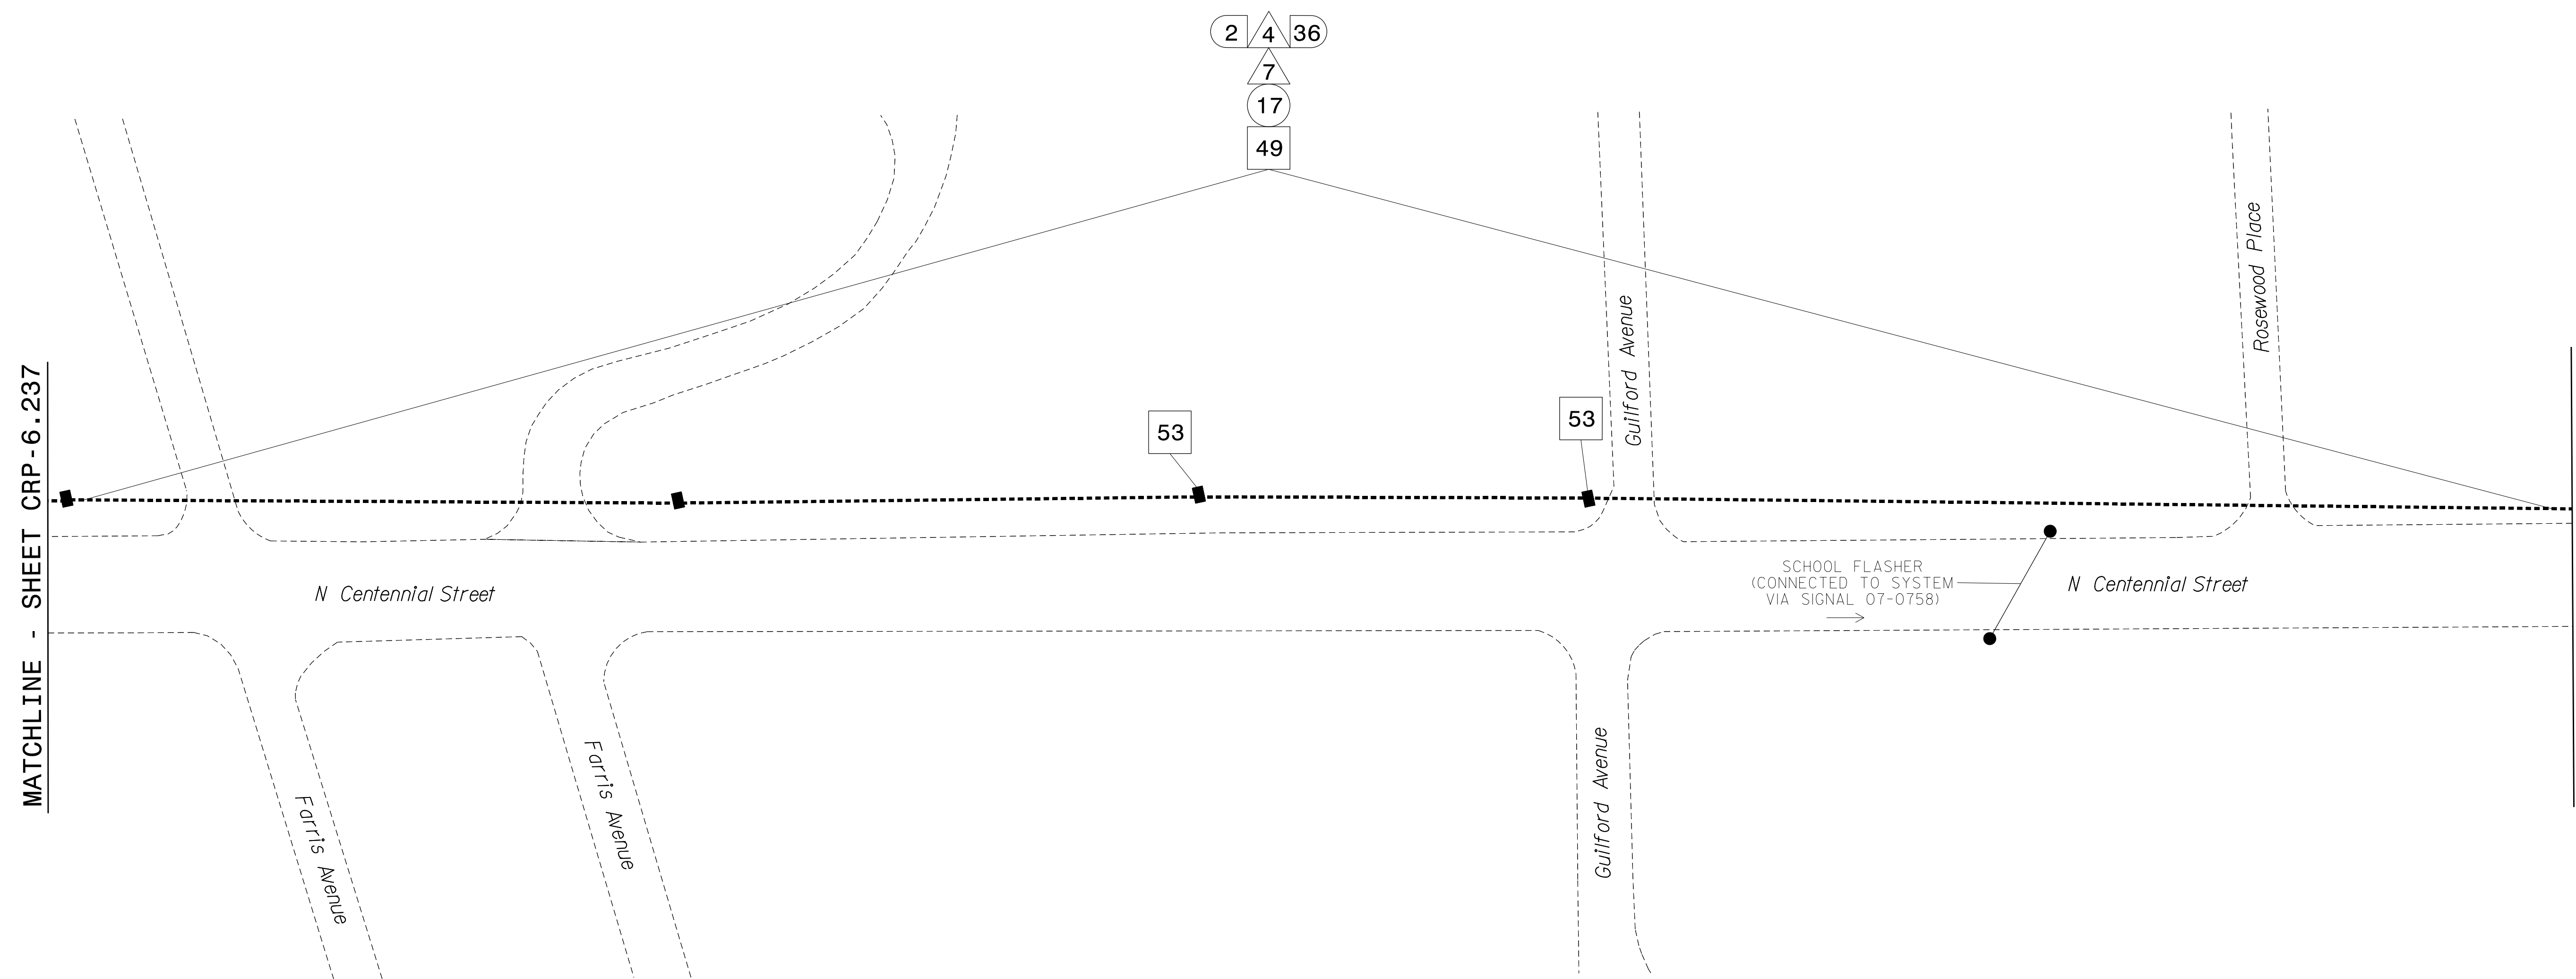 2 4 36
7
17
49
MATCHLINE - SHEET CRP-6.237
53
53
Guilford Avenue
Rosewood Place
N Centennial Street
SCHOOL FLASHER
(CONNECTED TO SYSTEM
VIA SIGNAL 07-0758)
N Centennial Street
Farris Avenue
Farris Avenue
Guilford Avenue